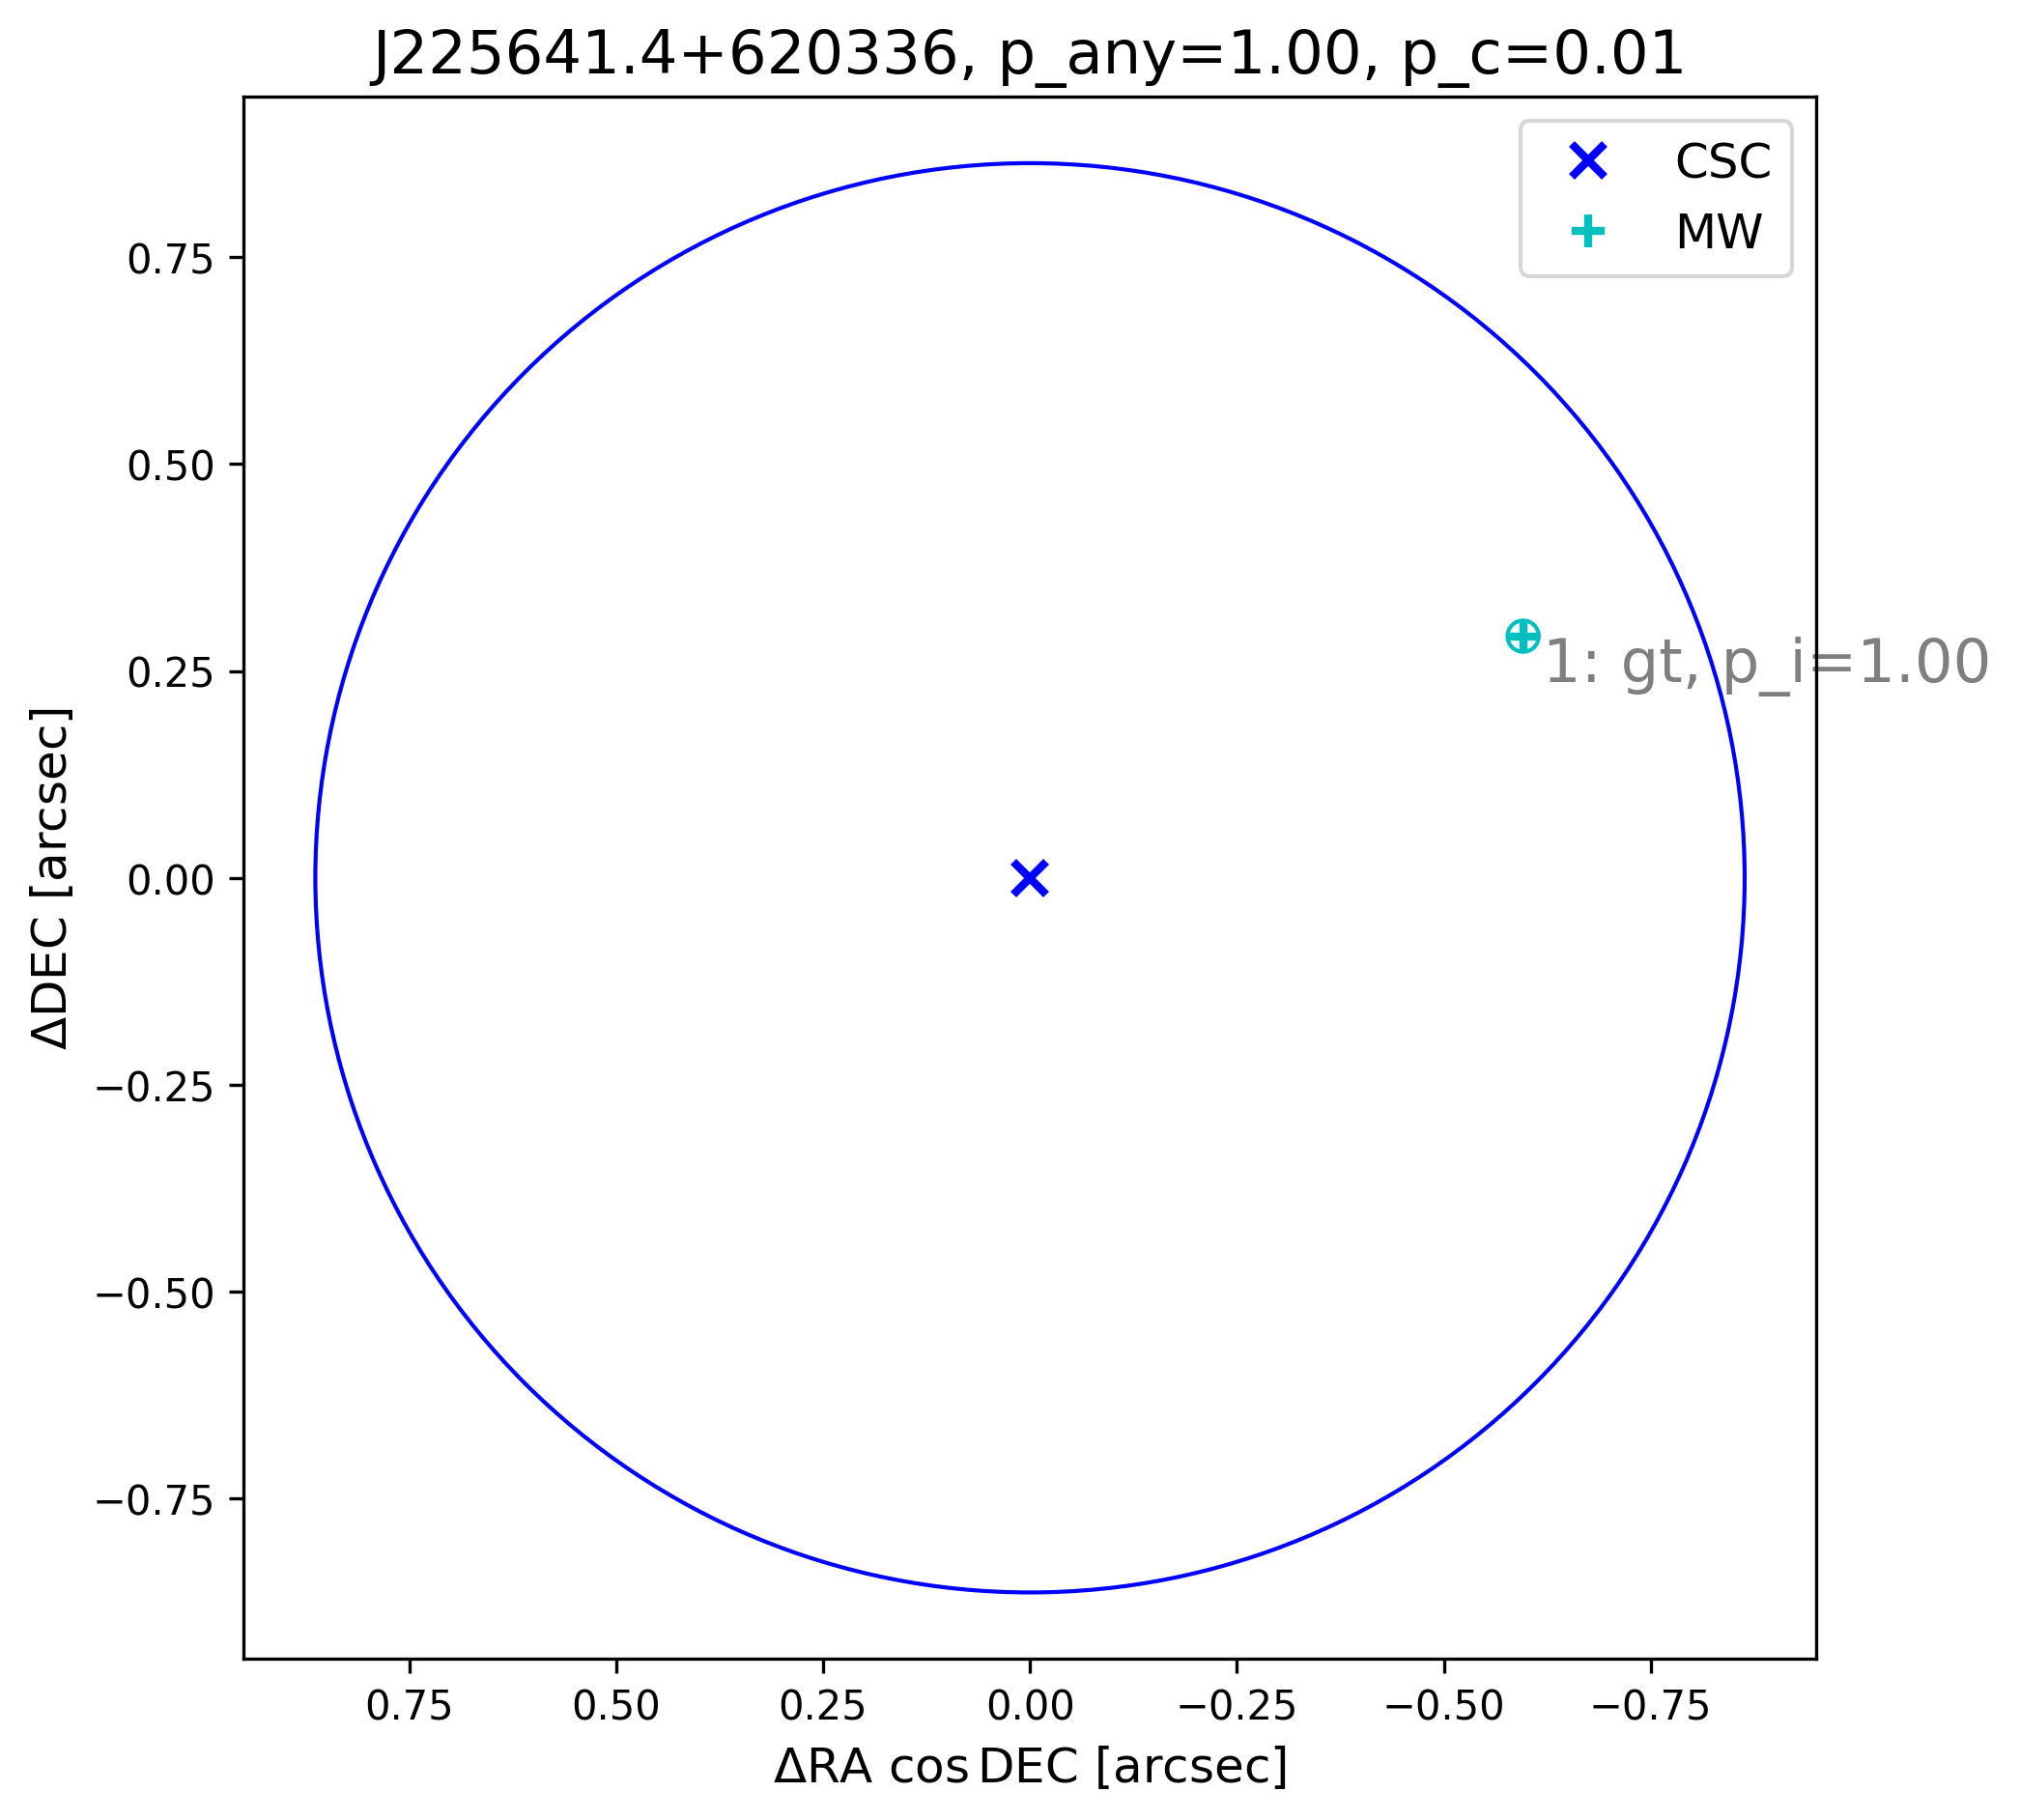 J225641.4+620336, p_any=1.00, p_c=0.01
CSC
MW
1: gt, p_i=1.00
ΔDEC [arcsec]
0.75
0.50
0.25
0.00
−0.25
−0.50
−0.75
0.75 0.50 0.25 0.00 −0.25 −0.50 −0.75
ΔRA cos DEC [arcsec]